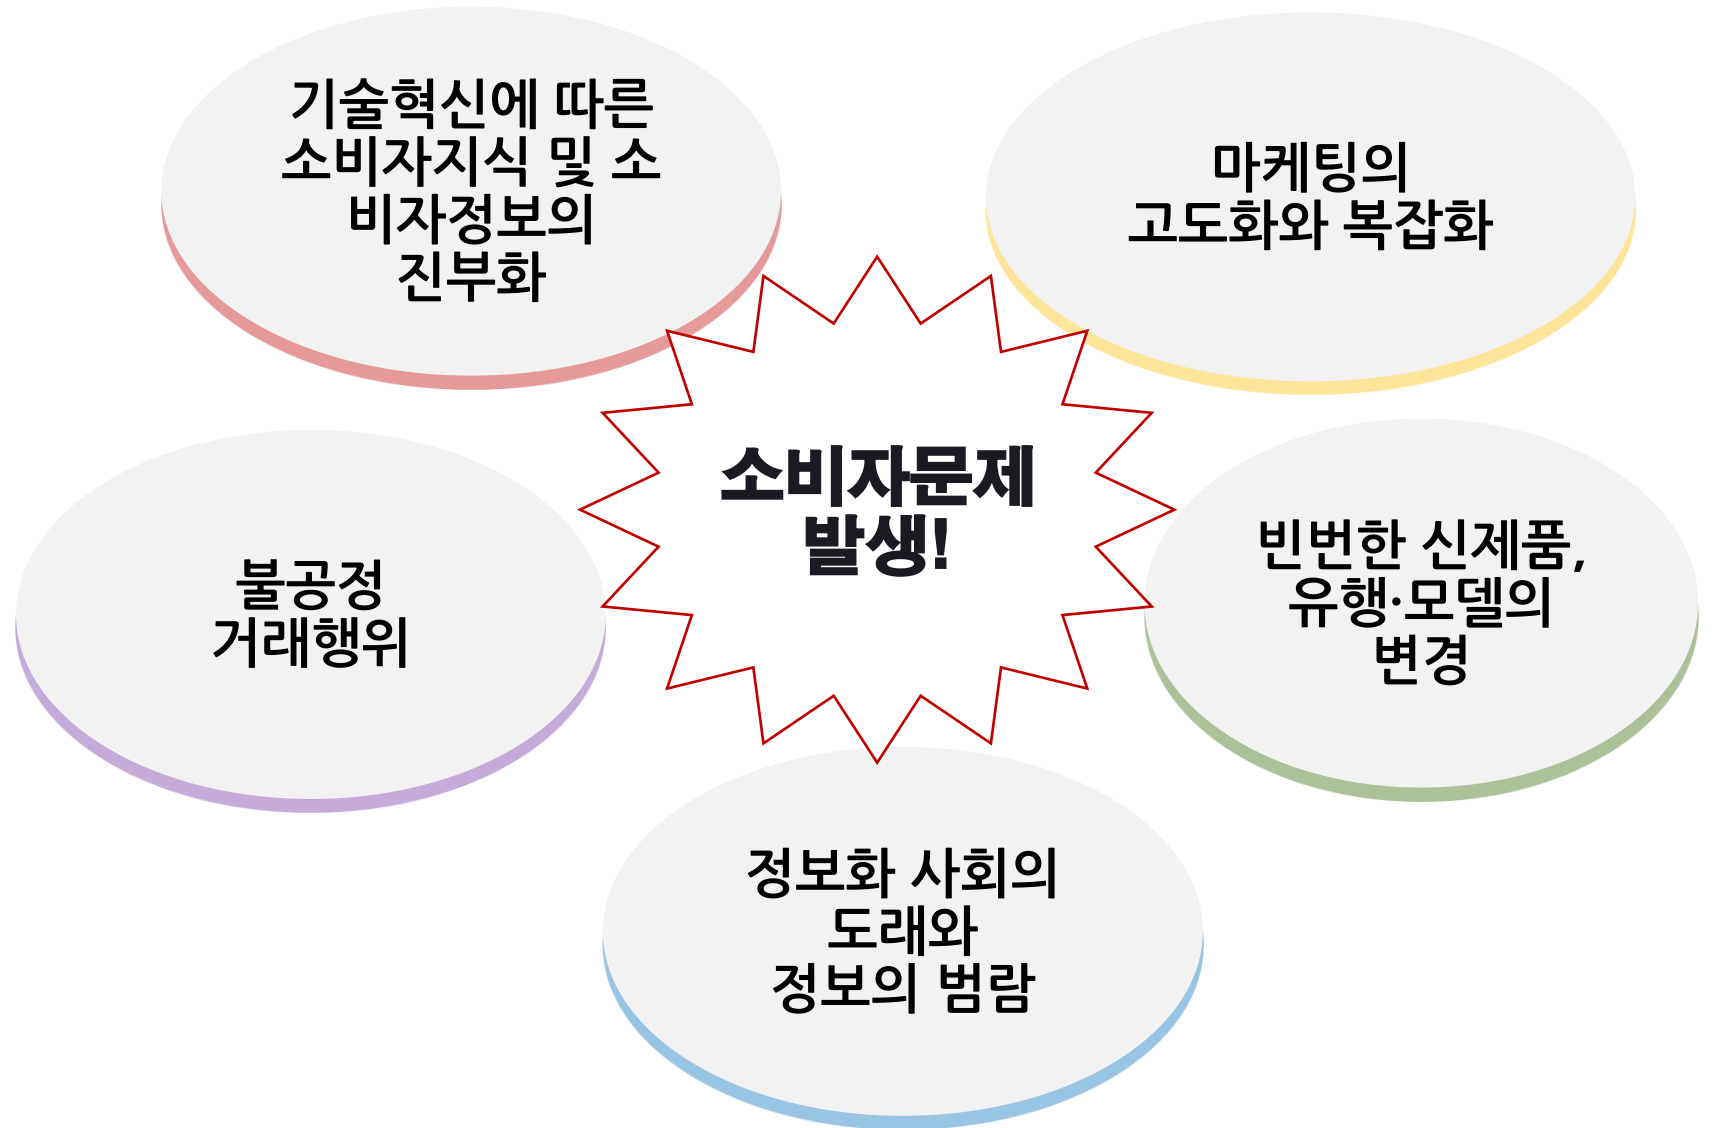 기술혁신에 따른
소비자지식 및 소
비자정보의
진부화
마케팅의
고도화와 복잡화
소비자문제
발생!
불공정
거래행위
빈번한 신제품,
유행·모델의
변경
정보화 사회의
도래와
정보의 범람